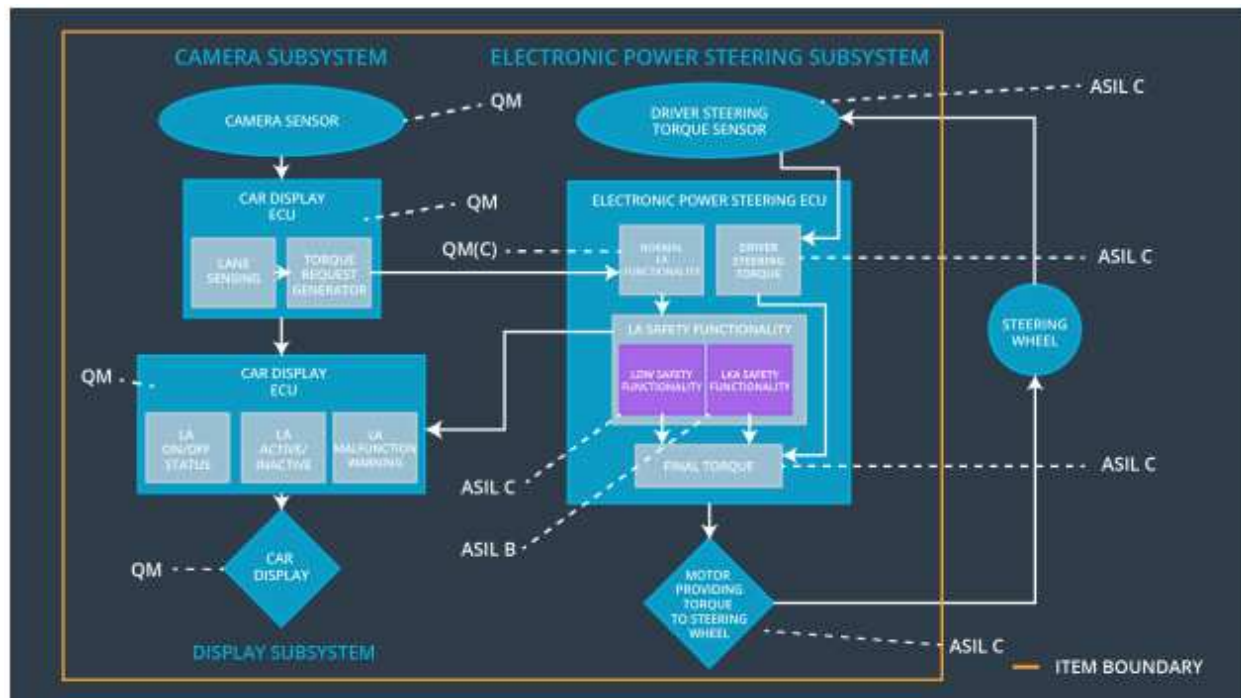 CAMERA SUBSYSTEM
ELECTRONIC POWER STEERING SUBSYSTEM
ASIL C
QM
CAMERA SENSOR
DRIVER STEERING
TORQUE SENSOR
CAR DISPLAY
ECU
QM
ELECTRONIC POWER STEERING ECU
LANE
SENSING
TORQUE
REQUEST
GENERATOR
QM(C)
NORMAL
LA
FUNCTIONALITY
DRIVER
STEERING
TORQUE
ASIL C
LA SAFETY FUNCTIONALITY
STEERING
WHEEL
LDW SAFETY
FUNCTIONALITY
LKA SAFETY
FUNCTIONALITY
QM
CAR DISPLAY
ECU
LA
ON/OFF
STATUS
LA
ACTIVE/
INACTIVE
LA
MALFUNCTION
WARNING
FINAL TORQUE
ASIL C
ASIL C
ASIL B
QM
CAR
DISPLAY
MOTOR
PROVIDING
TORQUE
TO STEERING
WHEEL
ASIL C
DISPLAY SUBSYSTEM
ITEM BOUNDARY